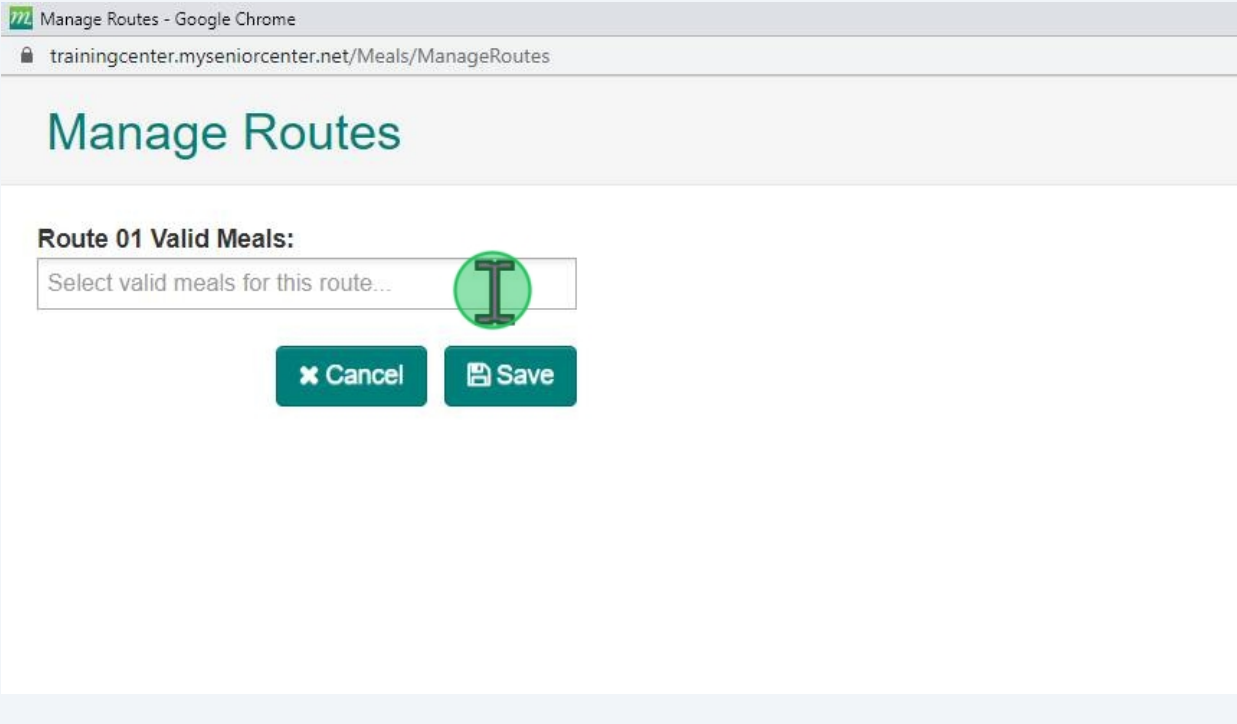 m Manage Routes - Google Chrome
trainingcenter.myseniorcenter.net/Meals/ManageRoutes
Manage Routes
Route 01 Valid Meals:
Select valid meals for this route...
Cancel Save